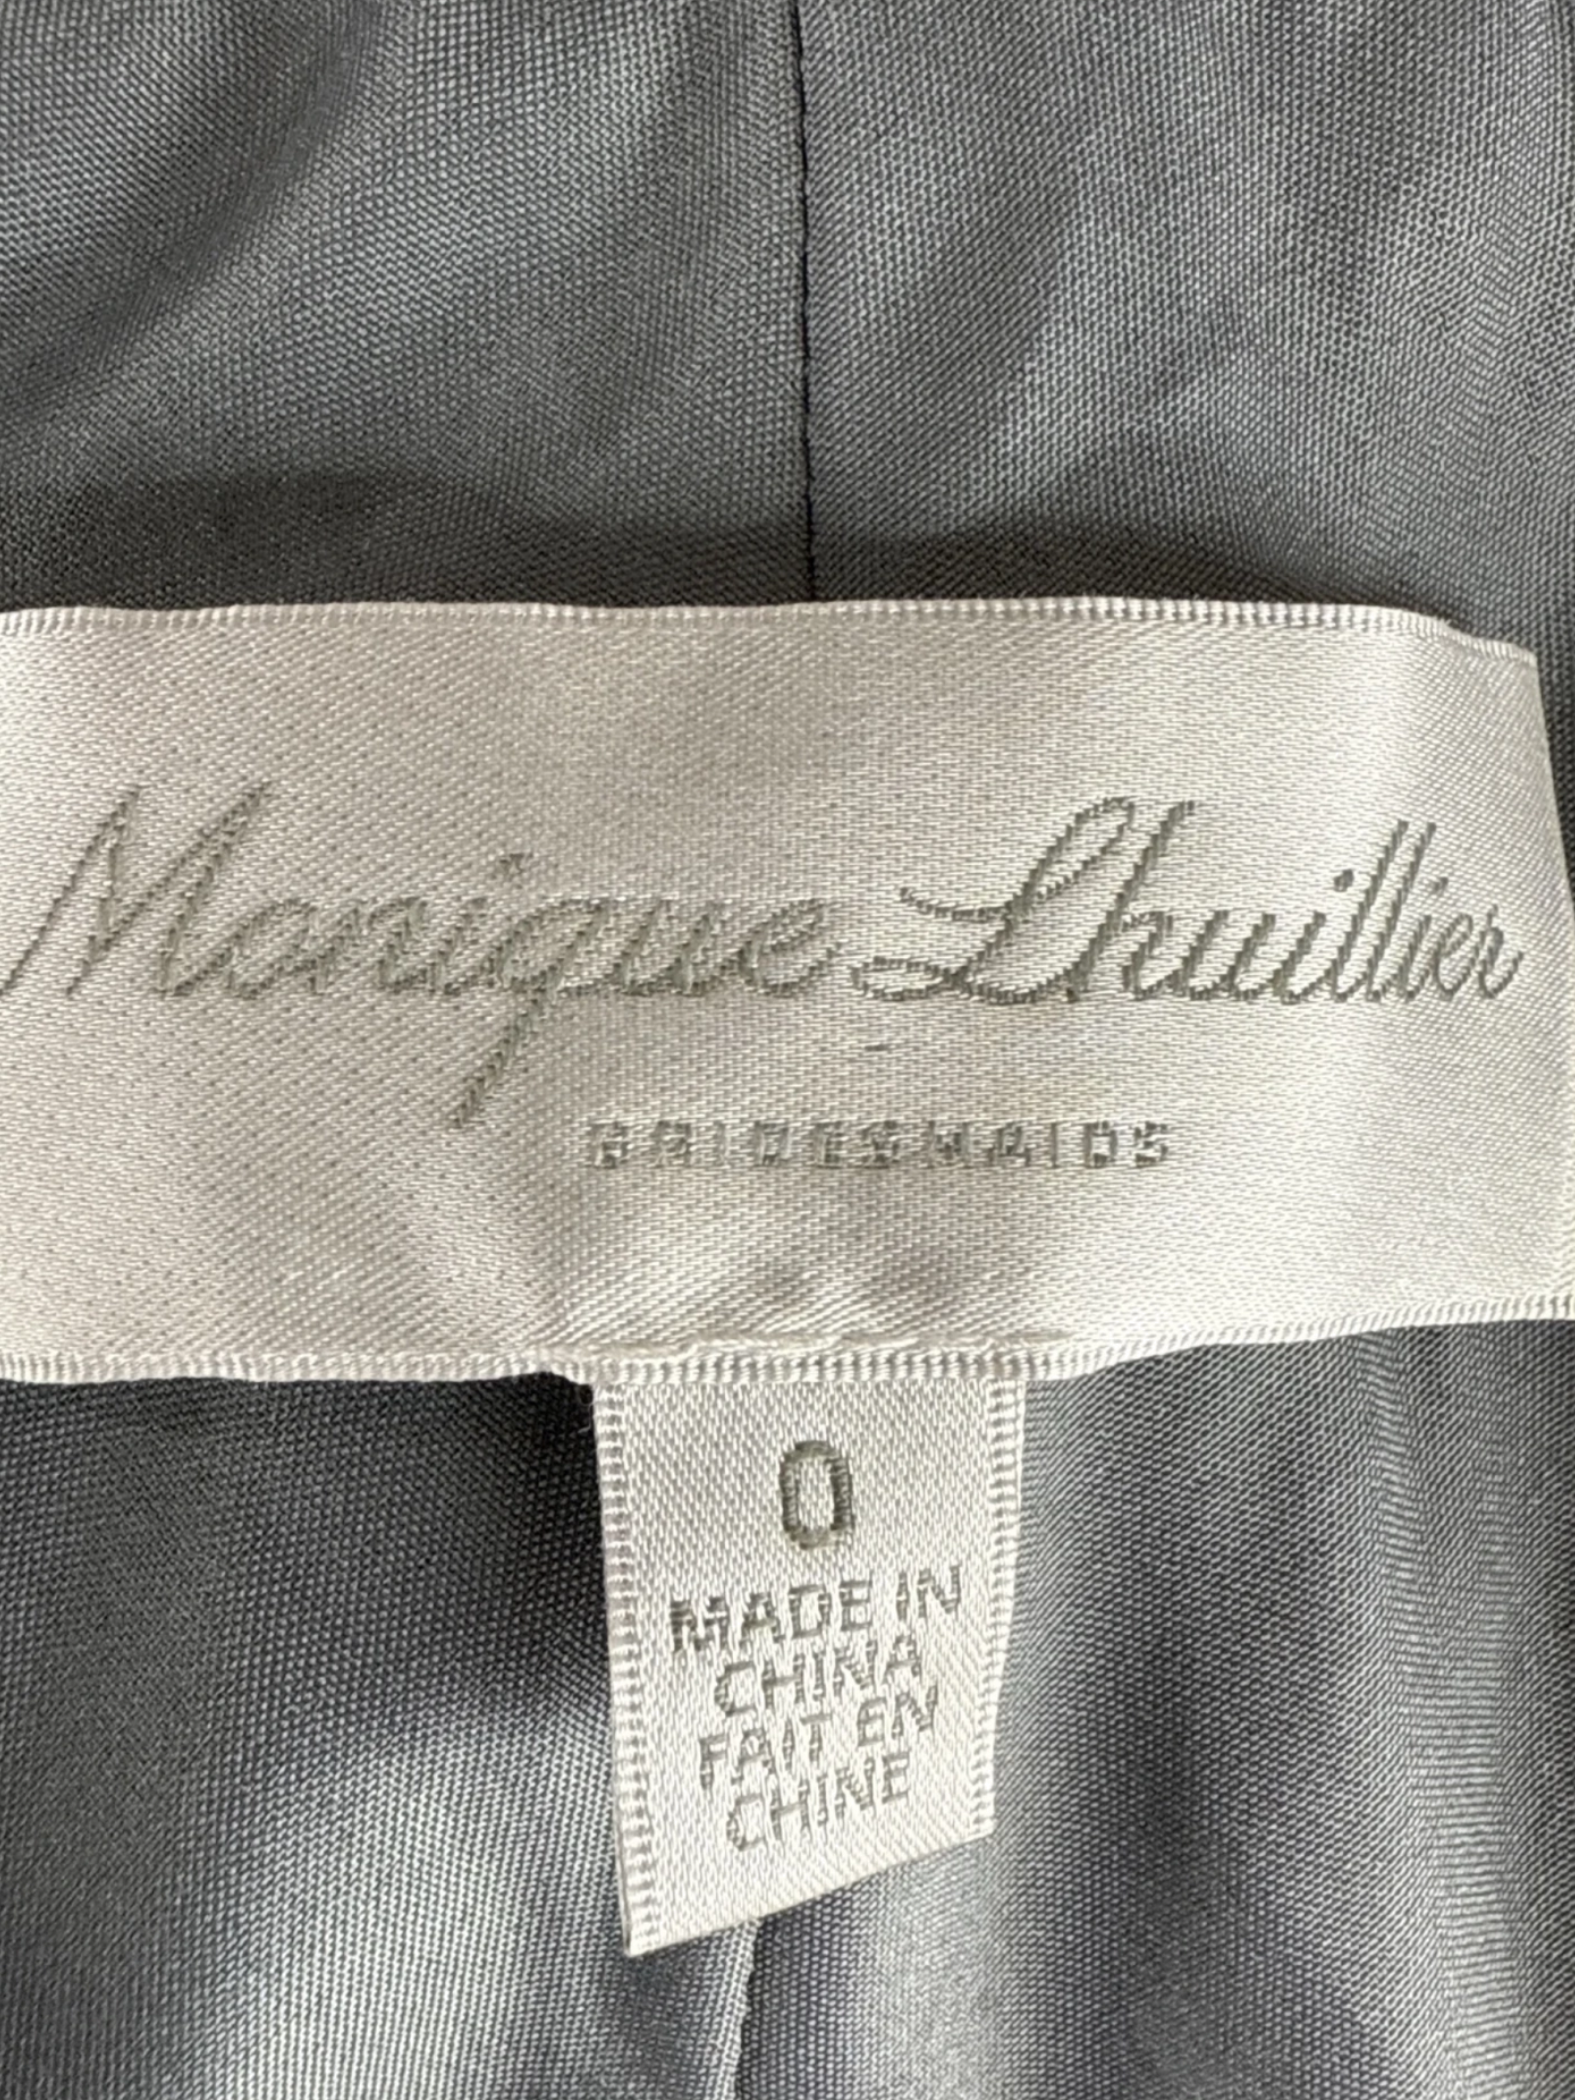 Monique Lhuillier
BRIDESMAIDS
0
MADE IN
CHINA
FAIT EN
CHINE